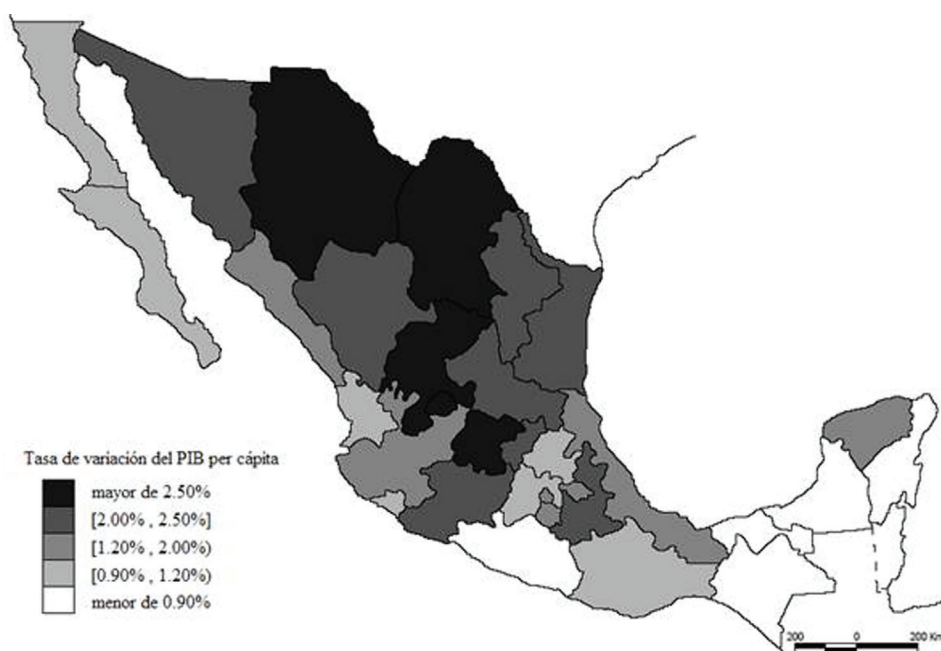 Tasa de variación del PIB per cápita
mayor de 2.50%
[2.00% , 2.50%]
[1.20% , 2.00%)
[0.90% , 1.20%)
menor de 0.90%
200 0 200 Km